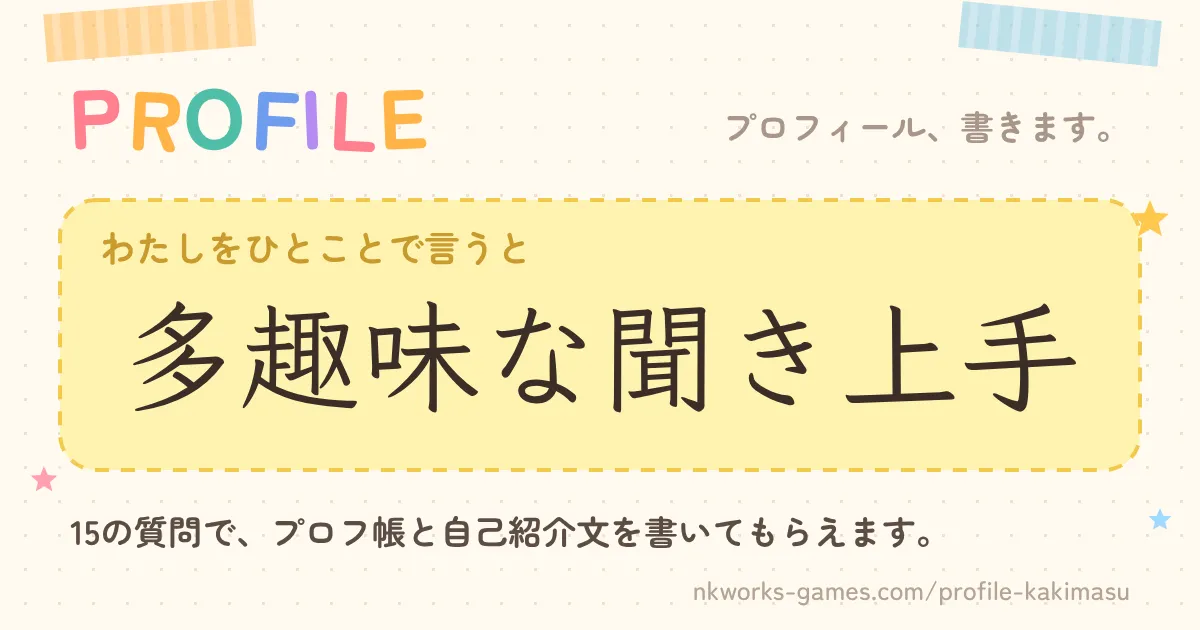 PROFILE
プロフィール、書きます。
わたしをひとことで言うと
多趣味な聞き上手
15の質問で、プロフ帳と自己紹介文を書いてもらえます。
nkworks-games.com/profile-kakimasu